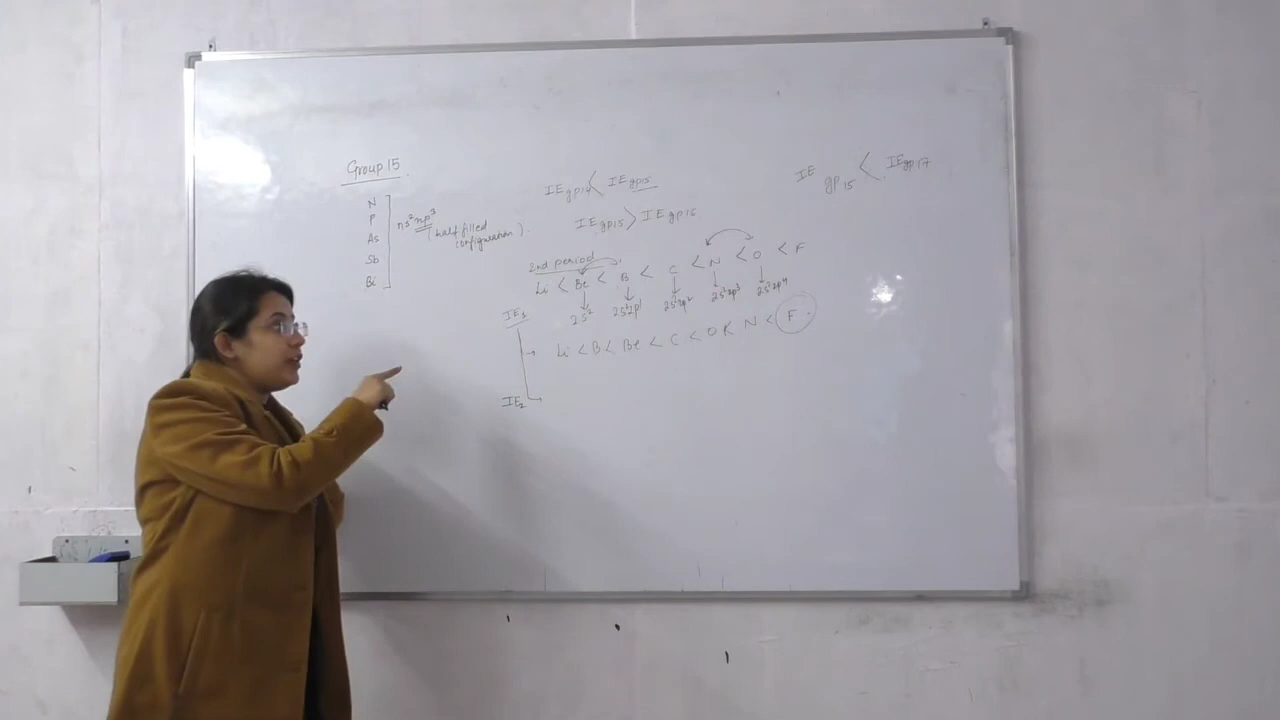 Group 15
N
P
As
Sb
Bi
ns²np³
(half filled
configuration).
IE gp14 < IE gp15
IE gp15 > IE gp16
IE gp15 < IE gp17
2nd period
Li < Be < B < C < N < O < F
2s² 2s²2p¹ 2s²2p² 2s²2p³ 2s²2p⁴
IE₁
Li < B < Be < C < O < N < F.
IE₂